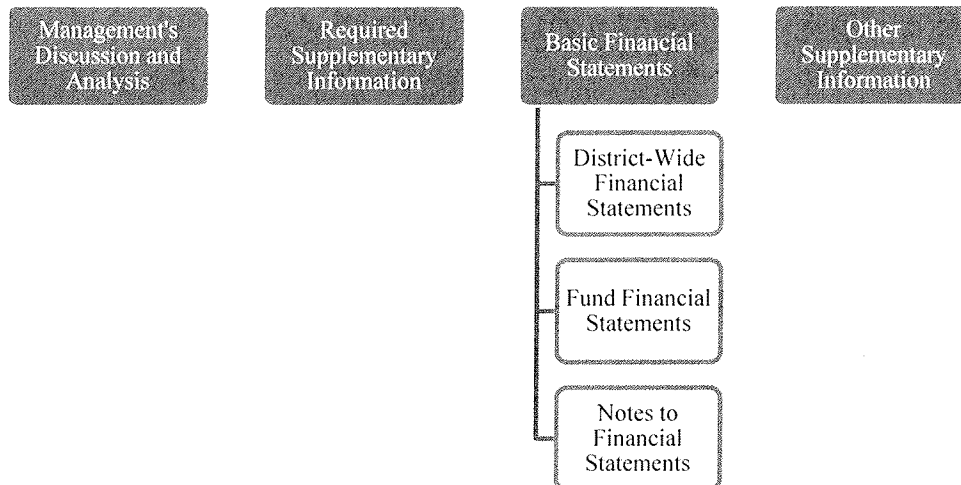 Management's
Discussion and
Analysis
Required
Supplementary
Information
Basic Financial
Statements
Other
Supplementary
Information
District-Wide
Financial
Statements
Fund Financial
Statements
Notes to
Financial
Statements